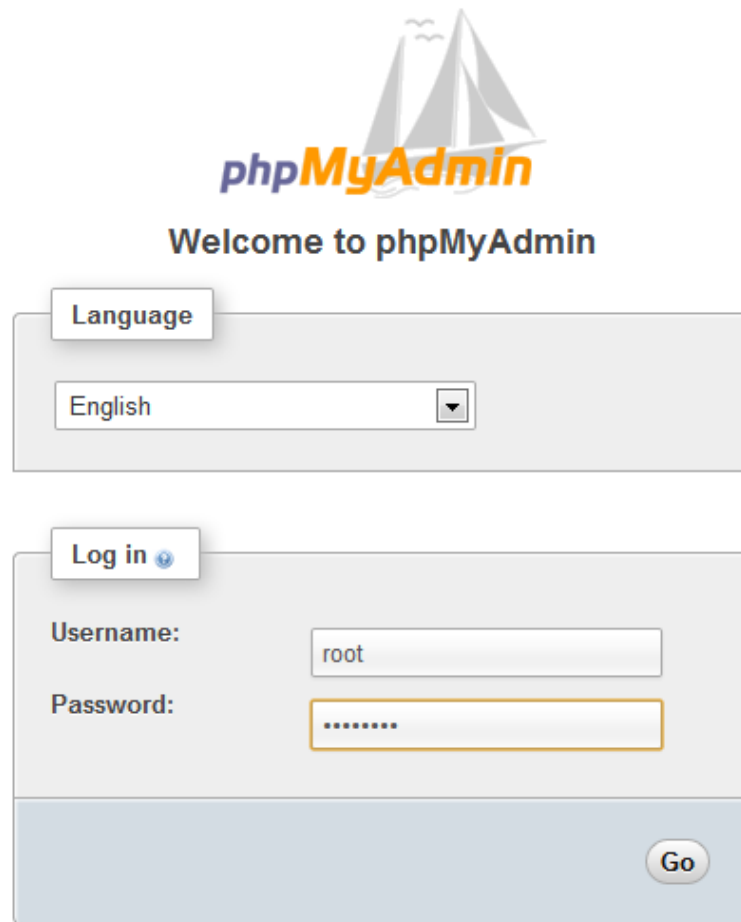 phpMyAdmin
Welcome to phpMyAdmin
Language
English
Log in
Username:
root
Password:
••••••••
Go